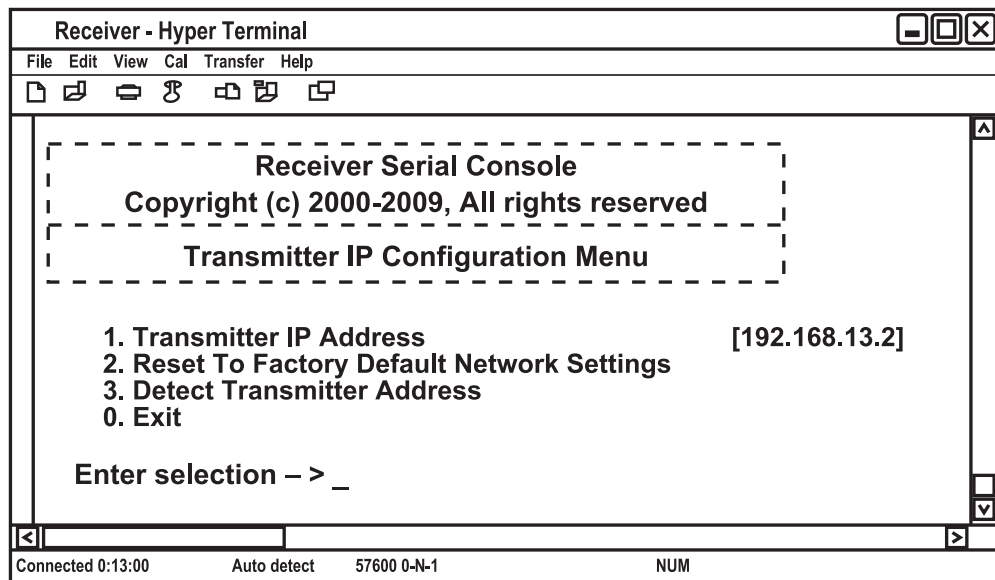 Receiver - Hyper Terminal
File Edit View Cal Transfer Help
Receiver Serial Console
Copyright (c) 2000-2009, All rights reserved
Transmitter IP Configuration Menu
1. Transmitter IP Address [192.168.13.2]
2. Reset To Factory Default Network Settings
3. Detect Transmitter Address
0. Exit
Enter selection – > _
Connected 0:13:00 Auto detect 57600 0-N-1 NUM